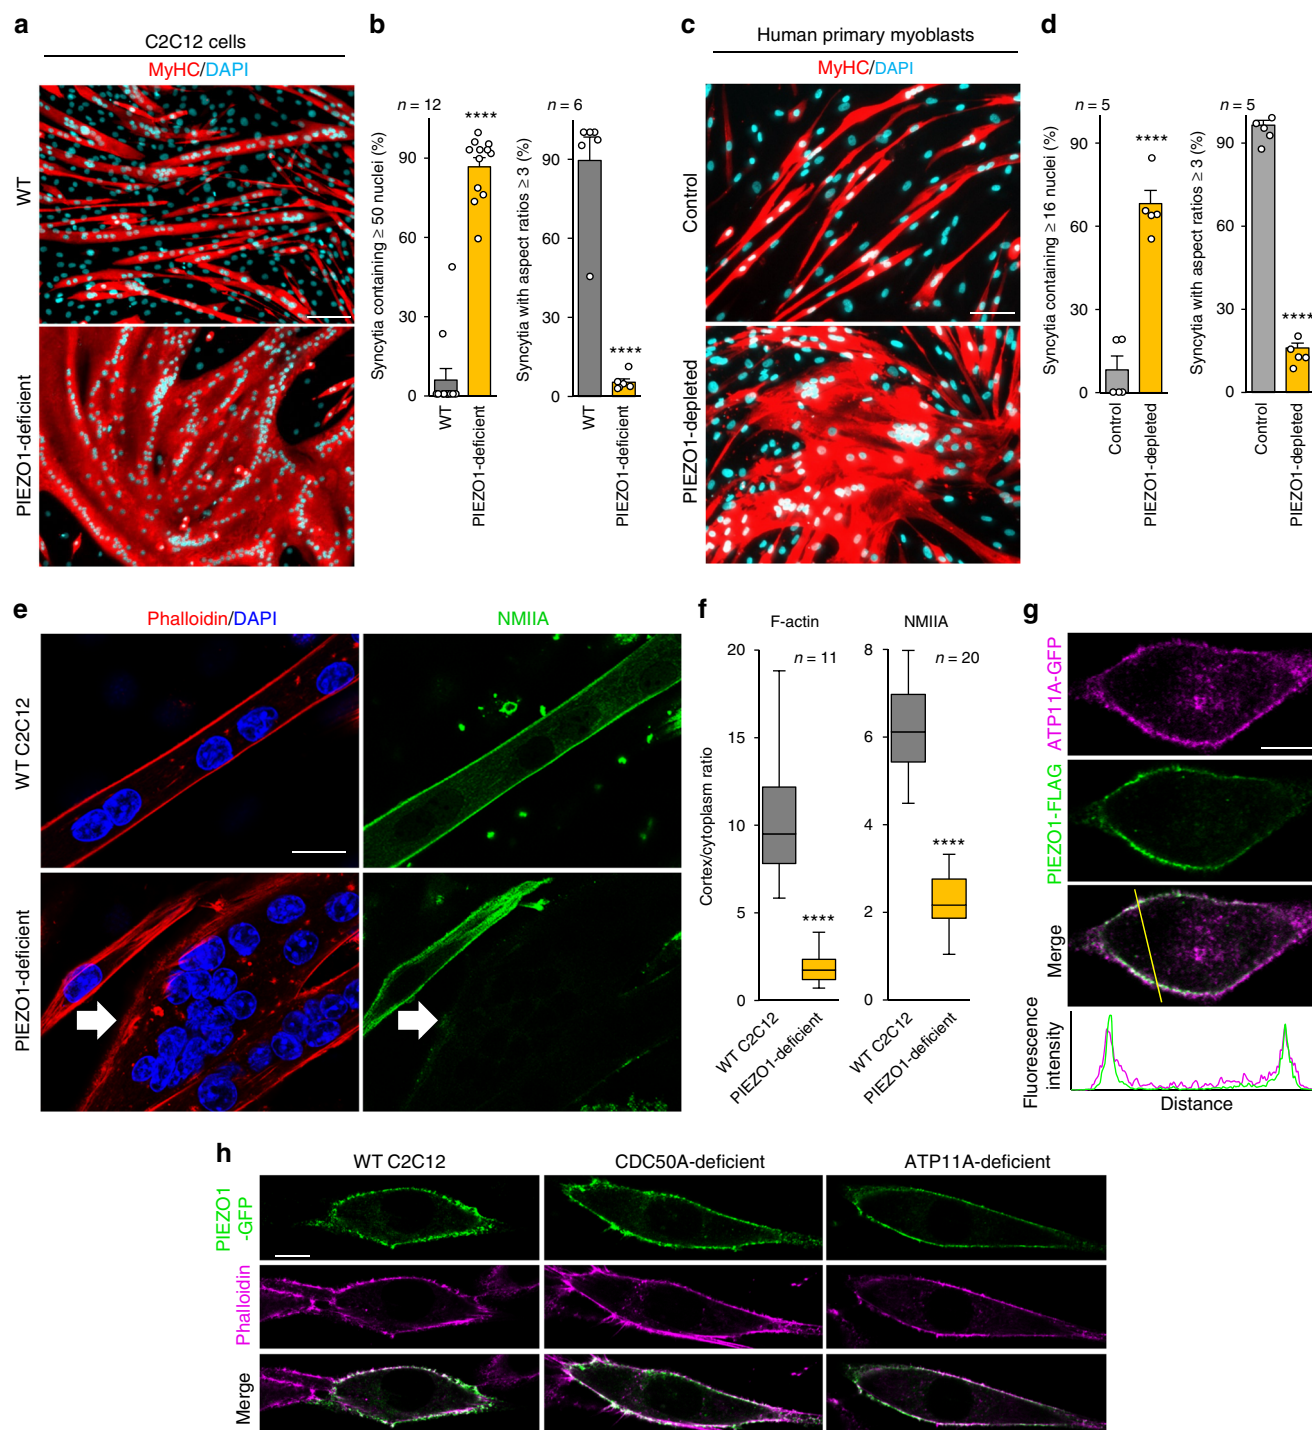 a
C2C12 cells
MyHC/DAPI
WT
PIEZO1-deficient
b
n = 12
****
Syncytia containing ≥ 50 nuclei (%)
90
60
30
0
WT
PIEZO1-deficient
n = 6
****
Syncytia with aspect ratios ≥ 3 (%)
90
60
30
0
WT
PIEZO1-deficient
c
Human primary myoblasts
MyHC/DAPI
Control
PIEZO1-depleted
d
n = 5
****
Syncytia containing ≥ 16 nuclei (%)
90
60
30
0
Control
PIEZO1-depleted
n = 5
****
Syncytia with aspect ratios ≥ 3 (%)
90
60
30
0
Control
PIEZO1-depleted
e
Phalloidin/DAPI
NMIIA
WT C2C12
PIEZO1-deficient
f
F-actin
n = 11
Cortex/cytoplasm ratio
20
15
10
5
0
****
WT C2C12
PIEZO1-deficient
NMIIA
n = 20
8
6
4
2
0
****
WT C2C12
PIEZO1-deficient
g
ATP11A-GFP
PIEZO1-FLAG
Merge
Fluorescence
intensity
Distance
h
WT C2C12
CDC50A-deficient
ATP11A-deficient
PIEZO1
-GFP
Phalloidin
Merge